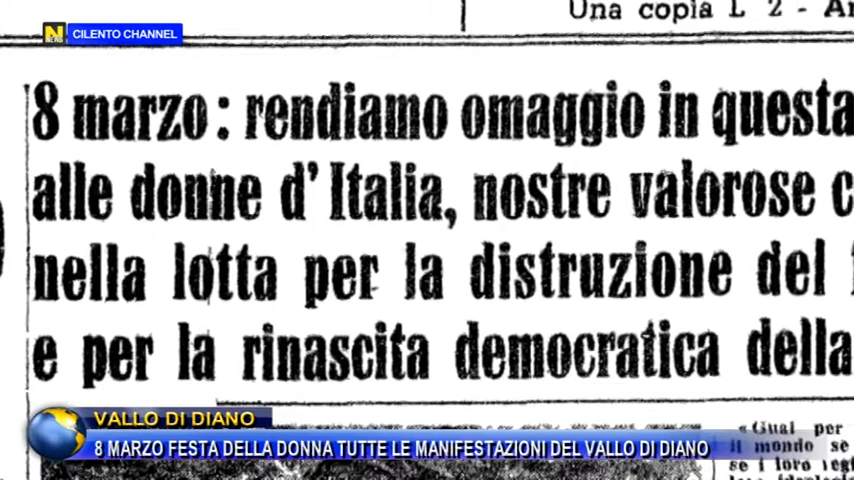 Una copia L 2 -
N
NEWS
CILENTO CHANNEL
8 marzo: rendiamo omaggio in questa
alle donne d'Italia, nostre valorose
nella lotta per la distruzione del
e per la rinascita democratica della
«Gual per
il mondo se
se i loro
VALLO DI DIANO
8 MARZO FESTA DELLA DONNA TUTTE LE MANIFESTAZIONI DEL VALLO DI DIANO